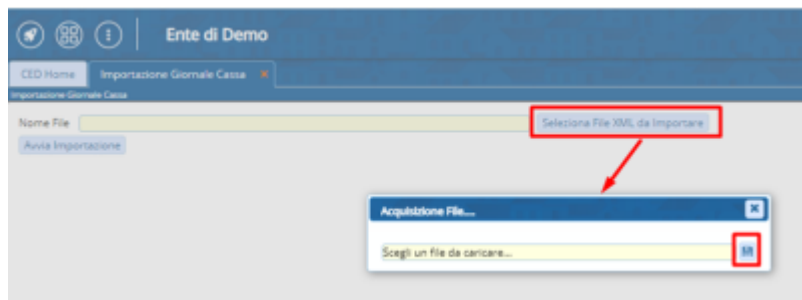 Ente di Demo
CED Home
Importazione Giornale Cassa
Importazione Giornale Cassa
Nome File
Seleziona File XML da Importare
Avvia Importazione
Acquisizione File....
Scegli un file da caricare...